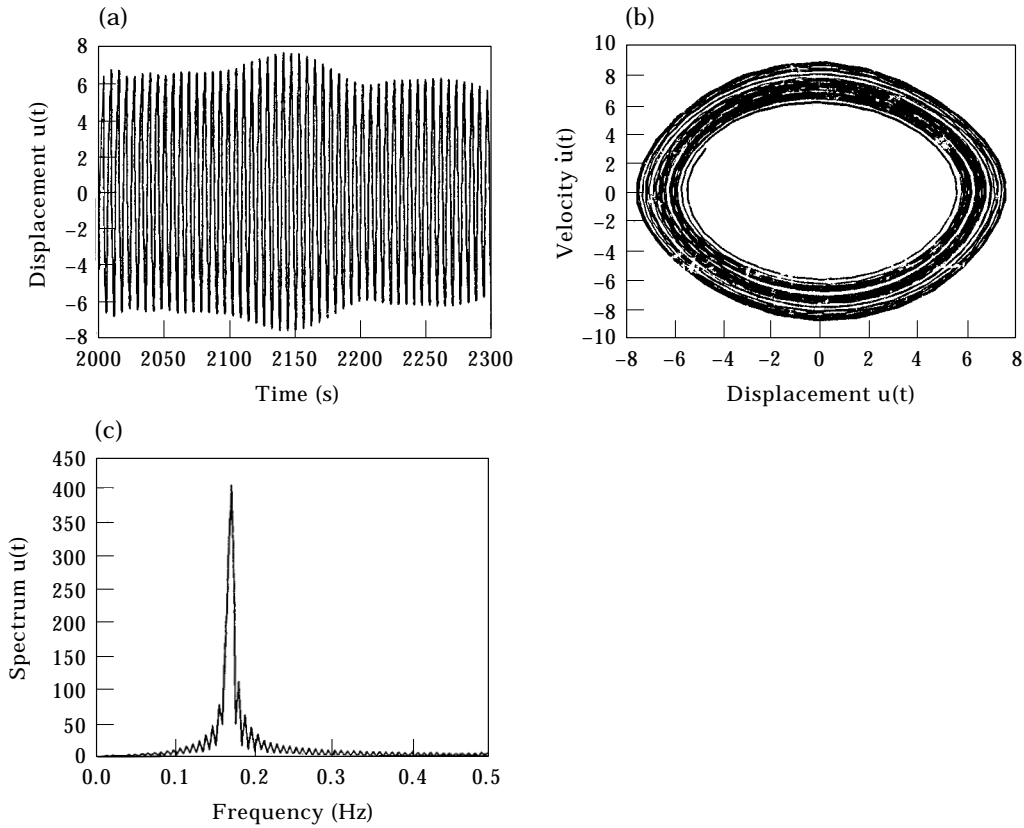 (a)
8
6
4
2
0
−2
−4
−6
−8
Displacement u(t)
2000 2050 2100 2150 2200 2250 2300
Time (s)
(b)
10
8
6
4
2
0
−2
−4
−6
−8
−10
Velocity u̇(t)
−8 −6 −4 −2 0 2 4 6 8
Displacement u(t)
(c)
450
400
350
300
250
200
150
100
50
0
Spectrum u(t)
0.0 0.1 0.2 0.3 0.4 0.5
Frequency (Hz)